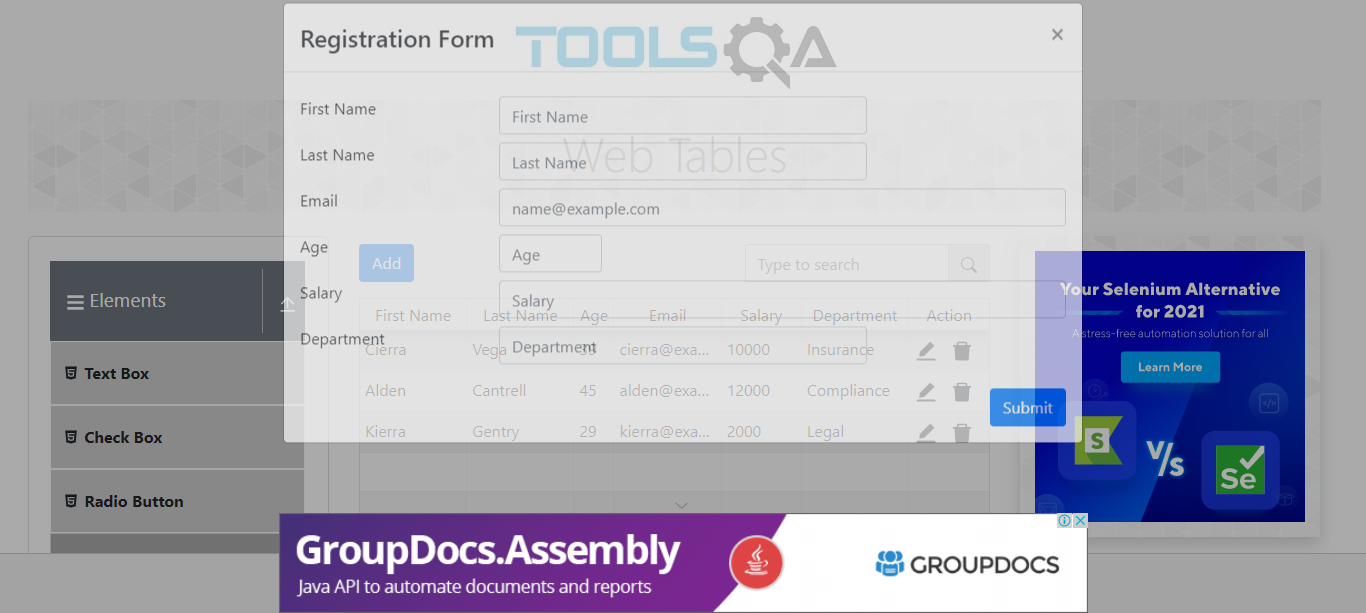 Registration Form
TOOLSQA
×
First Name
First Name
Web Tables
Last Name
Last Name
Email
name@example.com
Age
Age
Add
Type to search
Salary
Salary
Department
Department
First Name Last Name Age Email Salary Department Action
Cierra Vega 39 cierra@exa... 10000 Insurance
Alden Cantrell 45 alden@exa... 12000 Compliance
Kierra Gentry 29 kierra@exa... 2000 Legal
Submit
Elements
Text Box
Check Box
Radio Button
Your Selenium Alternative
for 2021
A stress-free automation solution for all
Learn More
S
V/s
Se
GroupDocs.Assembly
Java API to automate documents and reports
GROUPDOCS